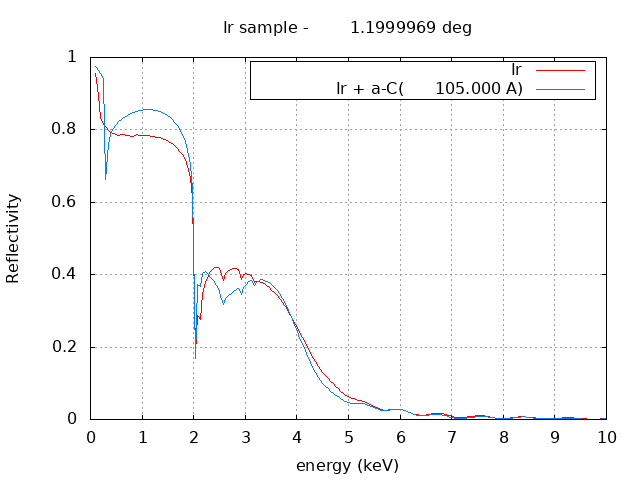 Ir sample - 1.1999969 deg
Ir
Ir + a-C( 105.000 A)
1
0.8
0.6
0.4
0.2
0
Reflectivity
0 1 2 3 4 5 6 7 8 9 10
energy (keV)